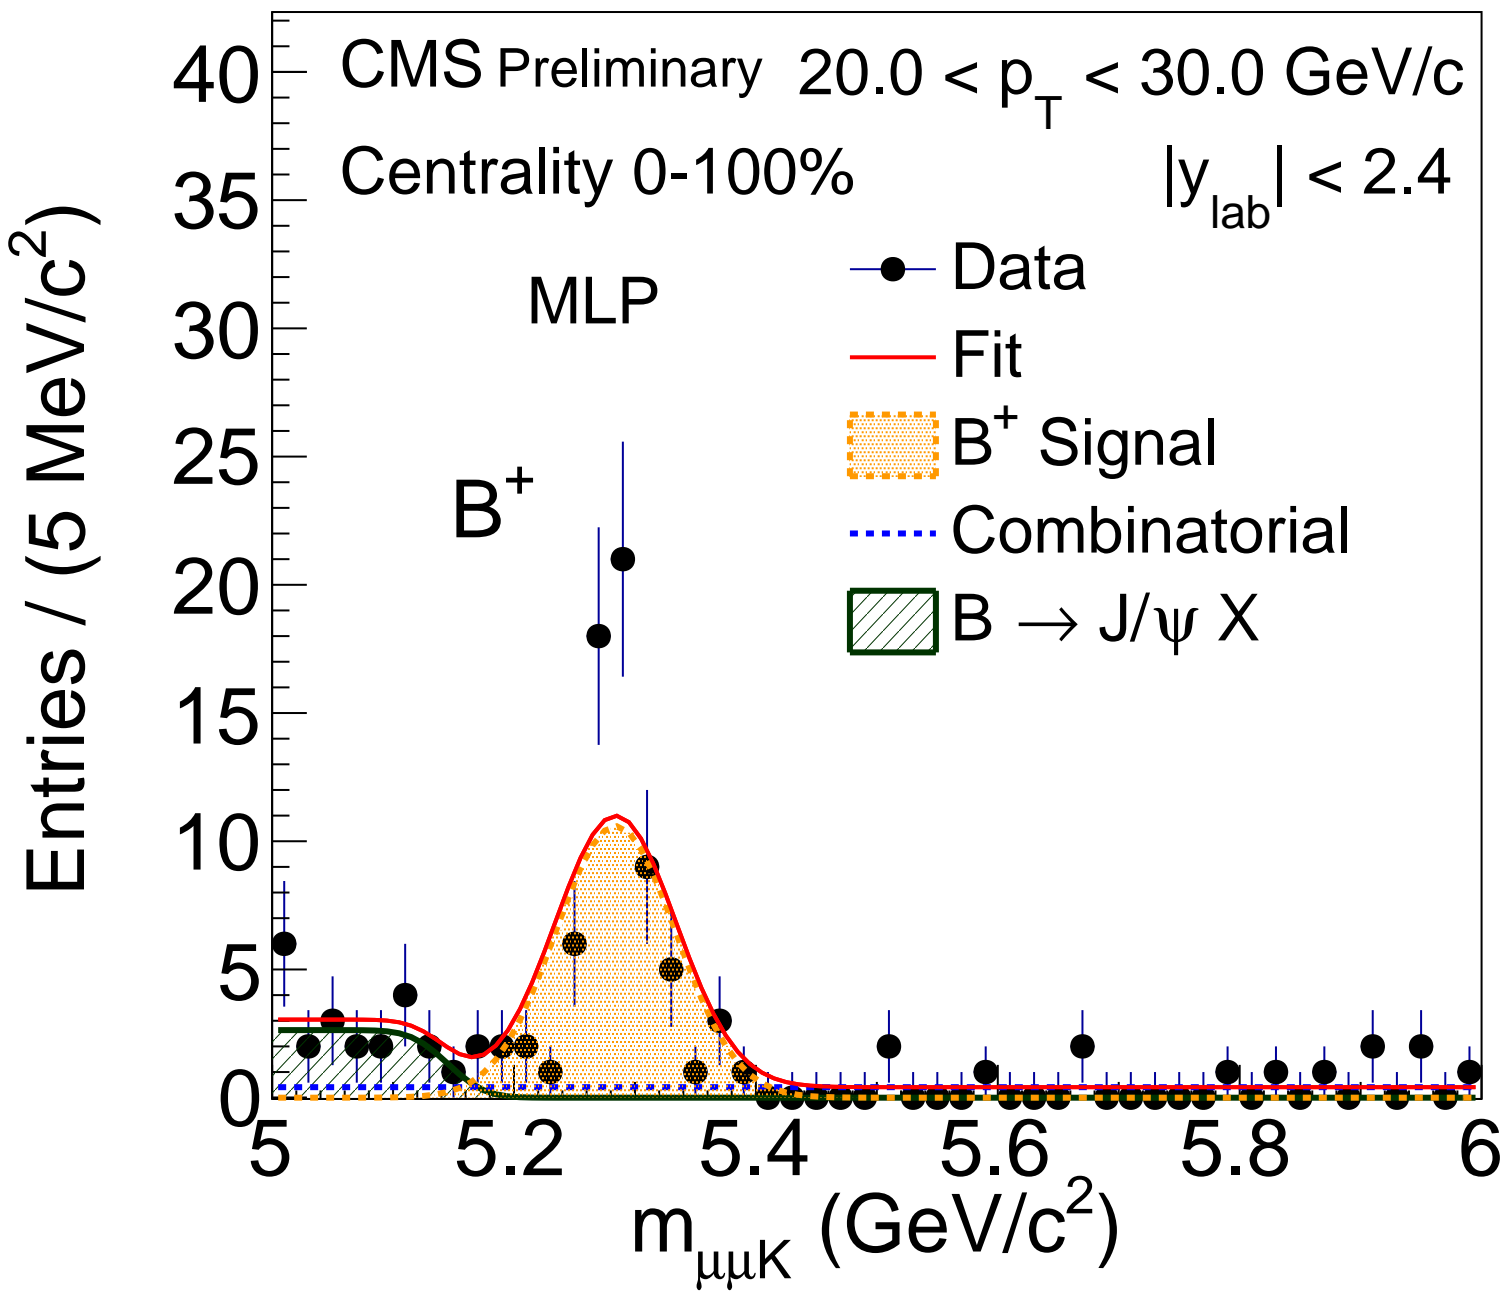 CMS Preliminary 20.0 < p_T < 30.0 GeV/c
Centrality 0-100% |y_lab| < 2.4
MLP
B⁺
Data
Fit
B⁺ Signal
Combinatorial
B → J/ψ X
Entries / (5 MeV/c²)
40
35
30
25
20
15
10
5
0
5 5.2 5.4 5.6 5.8 6
m_μμK (GeV/c²)